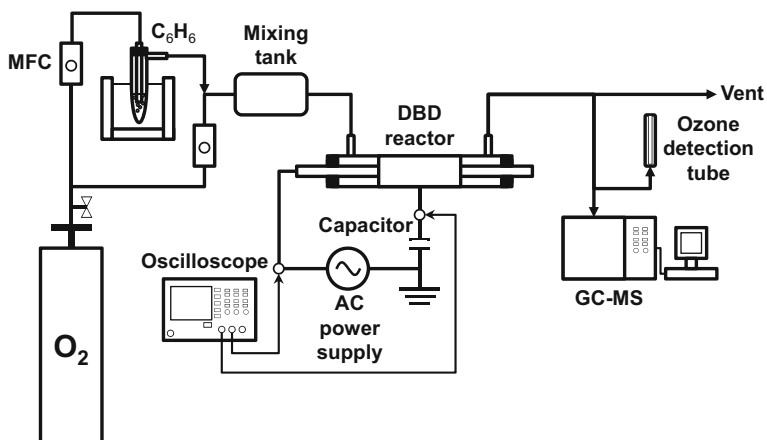 C₆H₆
MFC
Mixing
tank
DBD
reactor
Vent
Ozone
detection
tube
Capacitor
Oscilloscope
AC
power
supply
GC-MS
O₂